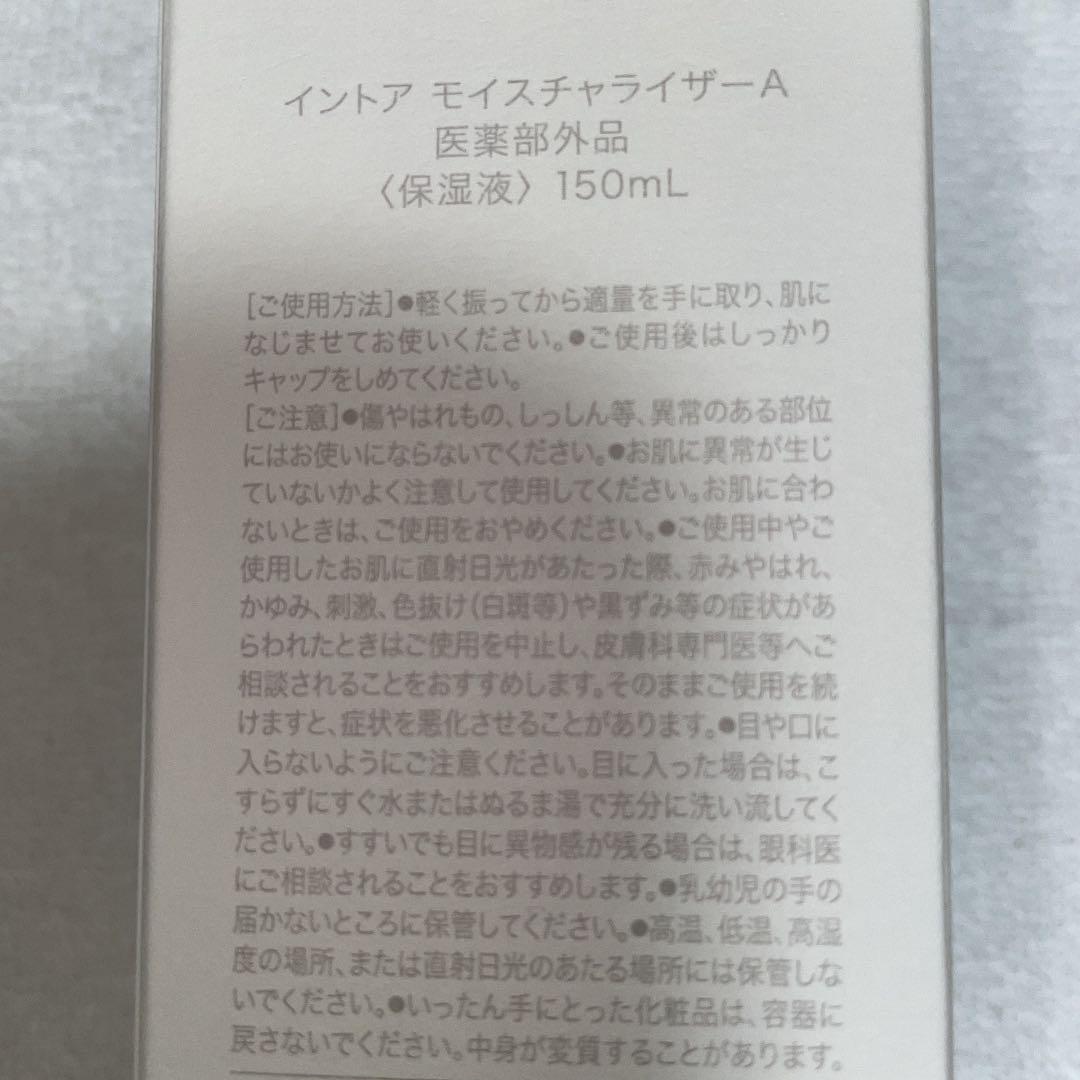 イントア モイスチャライザーA
医薬部外品
〈保湿液〉150mL
[ご使用方法]●軽く振ってから適量を手に取り、肌に
なじませてお使いください。●ご使用後はしっかり
キャップをしめてください。
[ご注意]●傷やはれもの、しっしん等、異常のある部位
にはお使いにならないでください。●お肌に異常が生じ
ていないかよく注意して使用してください。お肌に合わ
ないときは、ご使用をおやめください。●ご使用中やご
使用したお肌に直射日光があたった際、赤みやはれ、
かゆみ、刺激、色抜け(白斑等)や黒ずみ等の症状があ
らわれたときはご使用を中止し、皮膚科専門医等へご
相談されることをおすすめします。そのままご使用を続
けますと、症状を悪化させることがあります。●目や口に
入らないようにご注意ください。目に入った場合は、こ
すらずにすぐ水またはぬるま湯で充分に洗い流してく
ださい。●すすいでも目に異物感が残る場合は、眼科医
にご相談されることをおすすめします。●乳幼児の手の
届かないところに保管してください。●高温、低温、高湿
度の場所、または直射日光のあたる場所には保管しな
いでください。●いったん手にとった化粧品は、容器に
戻さないでください。中身が変質することがあります。